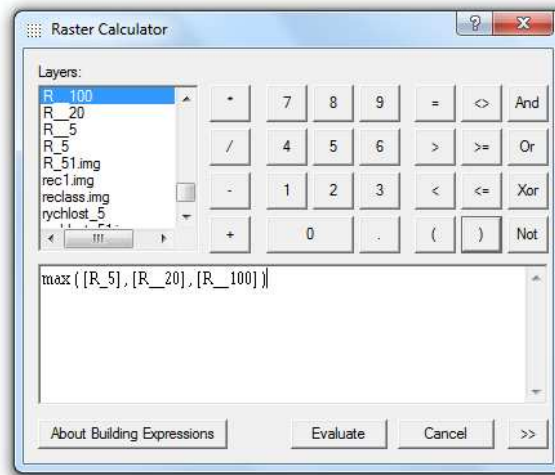 Raster Calculator
Layers:
R__100
R__20
R__5
R_5
R_51.img
rec1.img
reclass.img
rychlost_5
* 7 8 9 = <> And
/ 4 5 6 > >= Or
- 1 2 3 < <= Xor
+ 0 . ( ) Not
max ( [R_5] , [R__20] , [R__100] )
About Building Expressions Evaluate Cancel >>